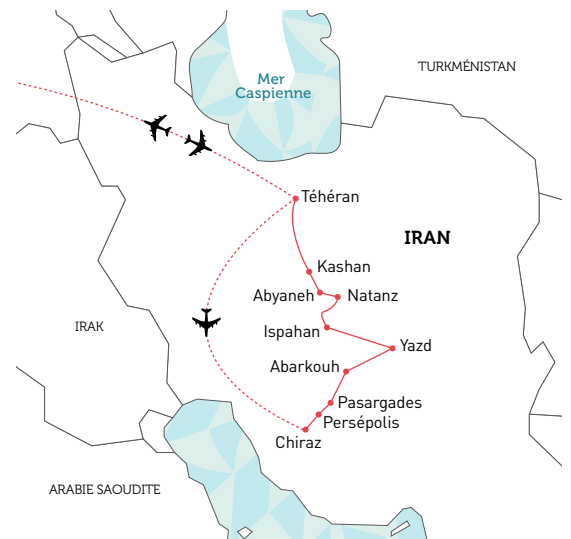 Mer
Caspienne
TURKMÉNISTAN
Téhéran
IRAN
Kashan
Abyaneh
Natanz
IRAK
Ispahan
Yazd
Abarkouh
Pasargades
Persépolis
Chiraz
ARABIE SAOUDITE